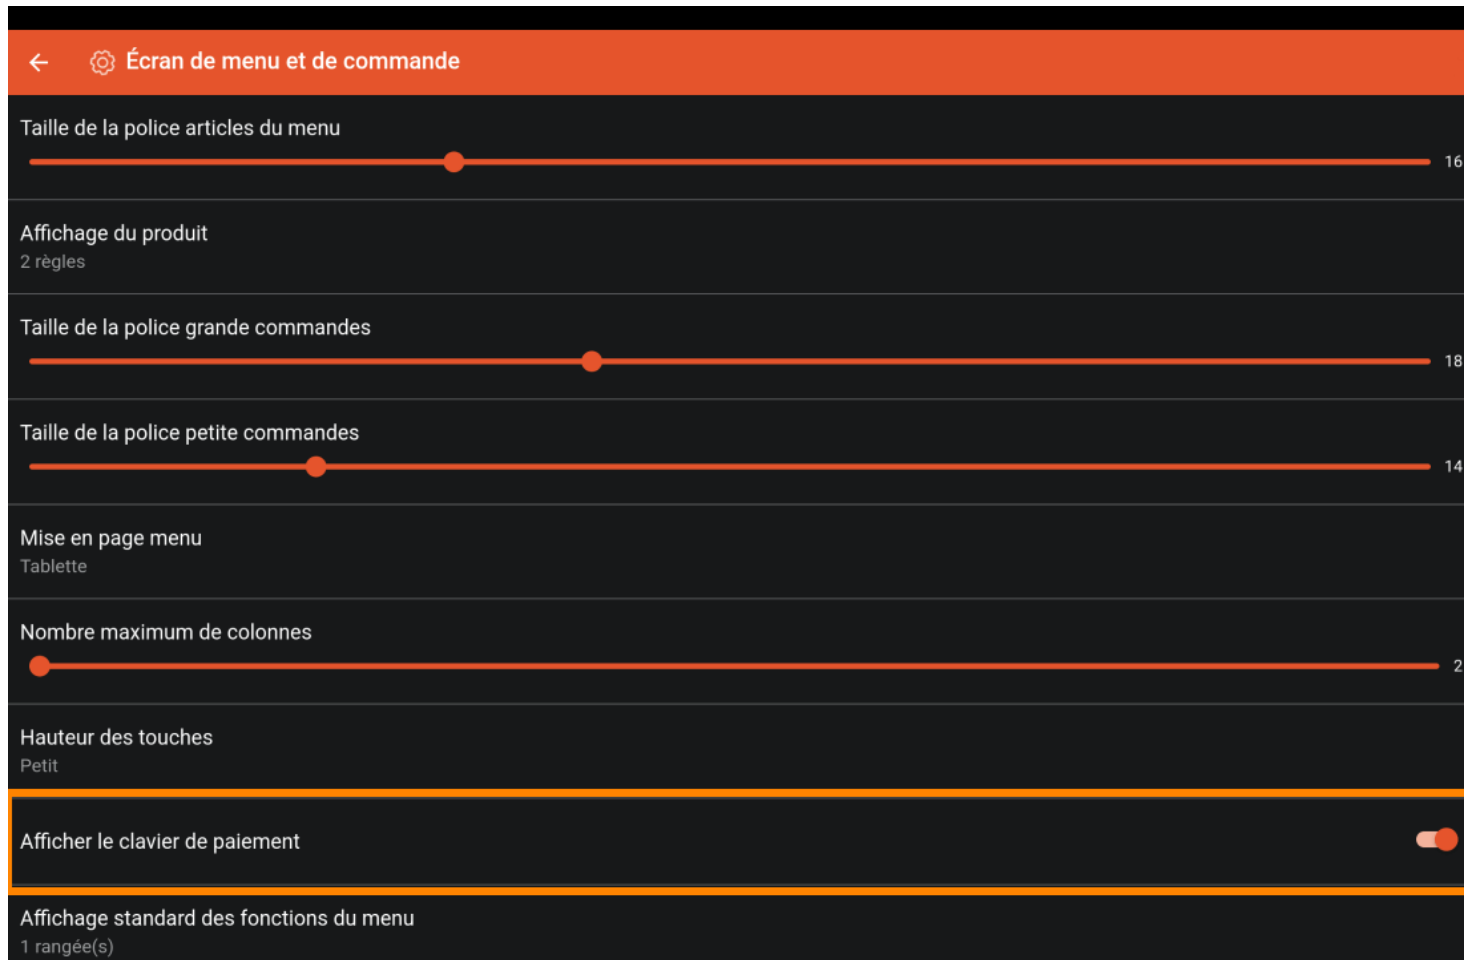 Écran de menu et de commande
Taille de la police articles du menu
16
Affichage du produit
2 règles
Taille de la police grande commandes
18
Taille de la police petite commandes
14
Mise en page menu
Tablette
Nombre maximum de colonnes
2
Hauteur des touches
Petit
Afficher le clavier de paiement
Affichage standard des fonctions du menu
1 rangée(s)